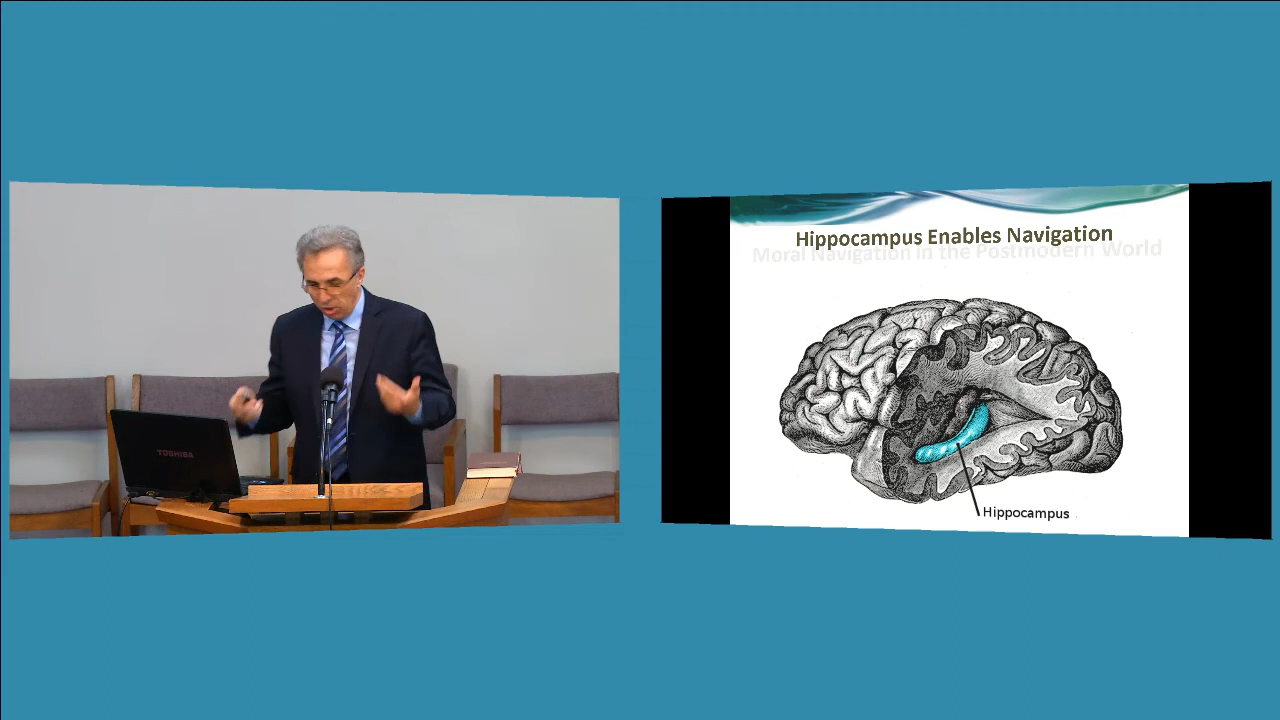 TOSHIBA
Hippocampus Enables Navigation
Moral Navigation in the Postmodern World
Hippocampus